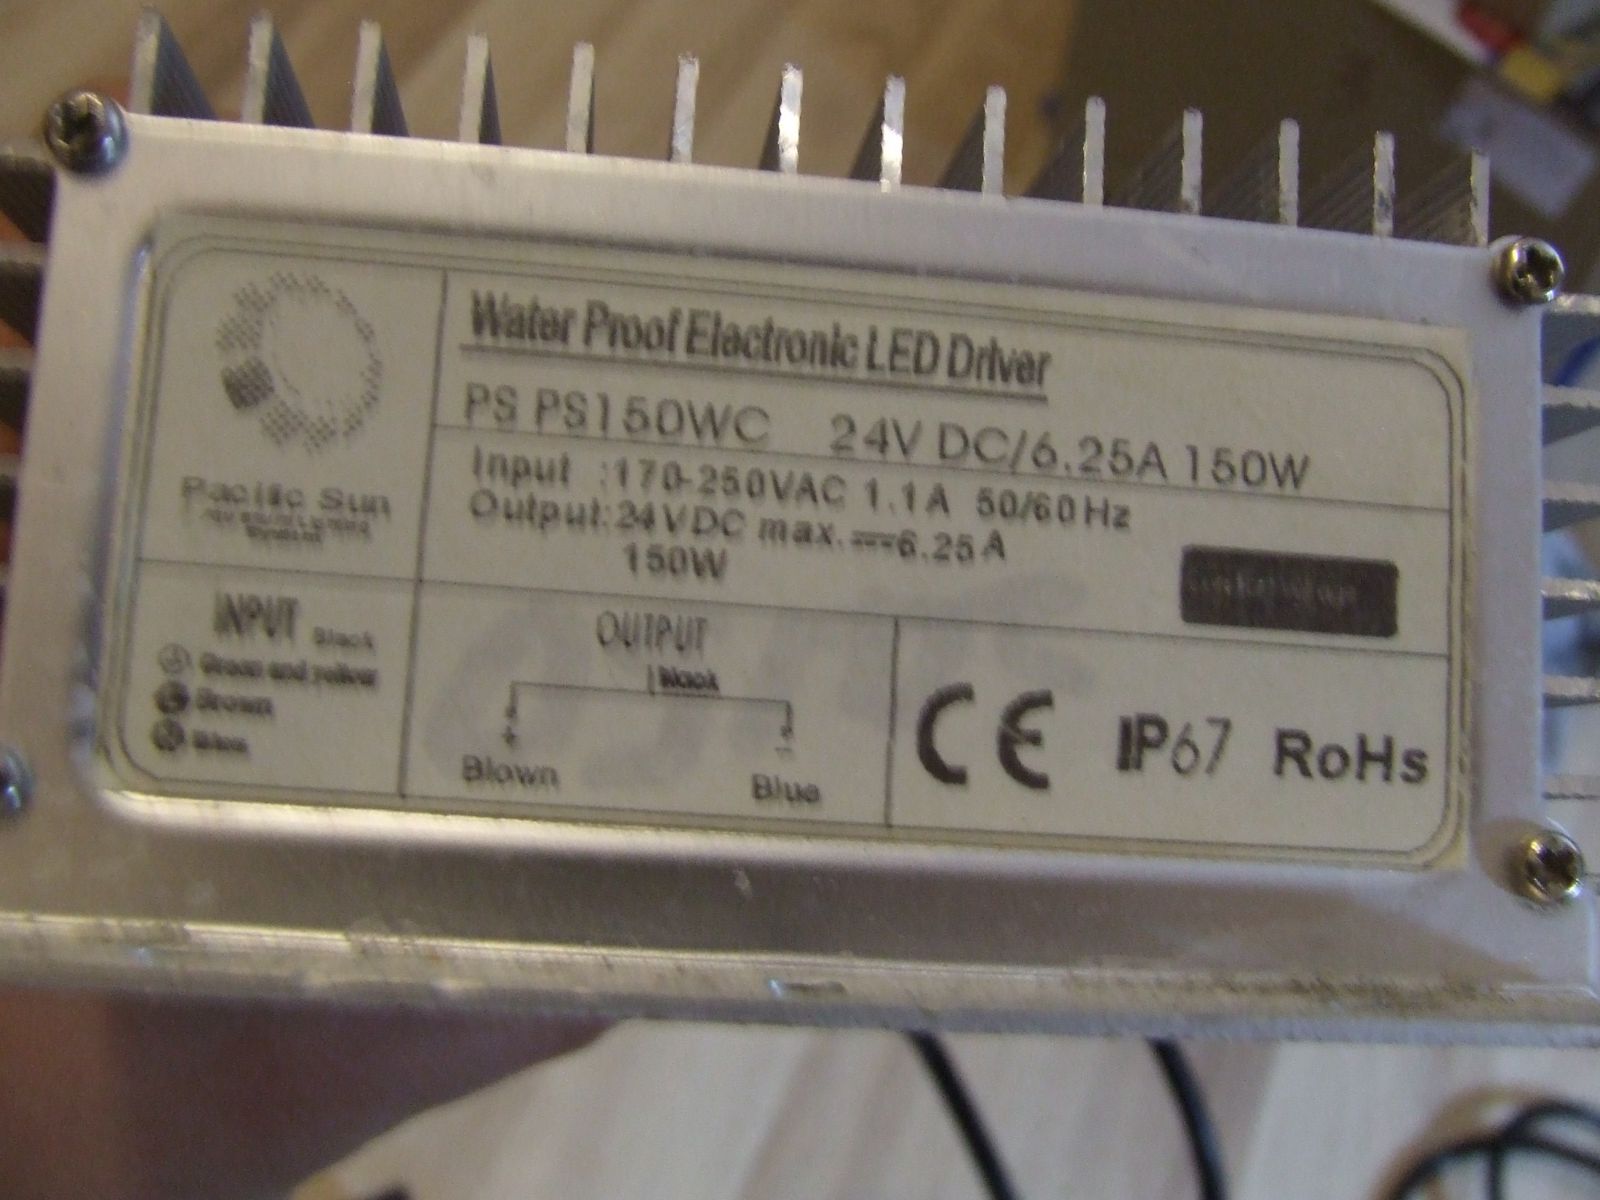 Water Proof Electronic LED Driver
PS PS150WC 24V DC/6.25A 150W
Input :170-250VAC 1.1A 50/60Hz
Output:24VDC max. 6.25A
150W
Pacific Sun
INPUT Black
Green and yellow
Brown
Blue
OUTPUT
black
+ -
Blown Blue
CE IP67 RoHs